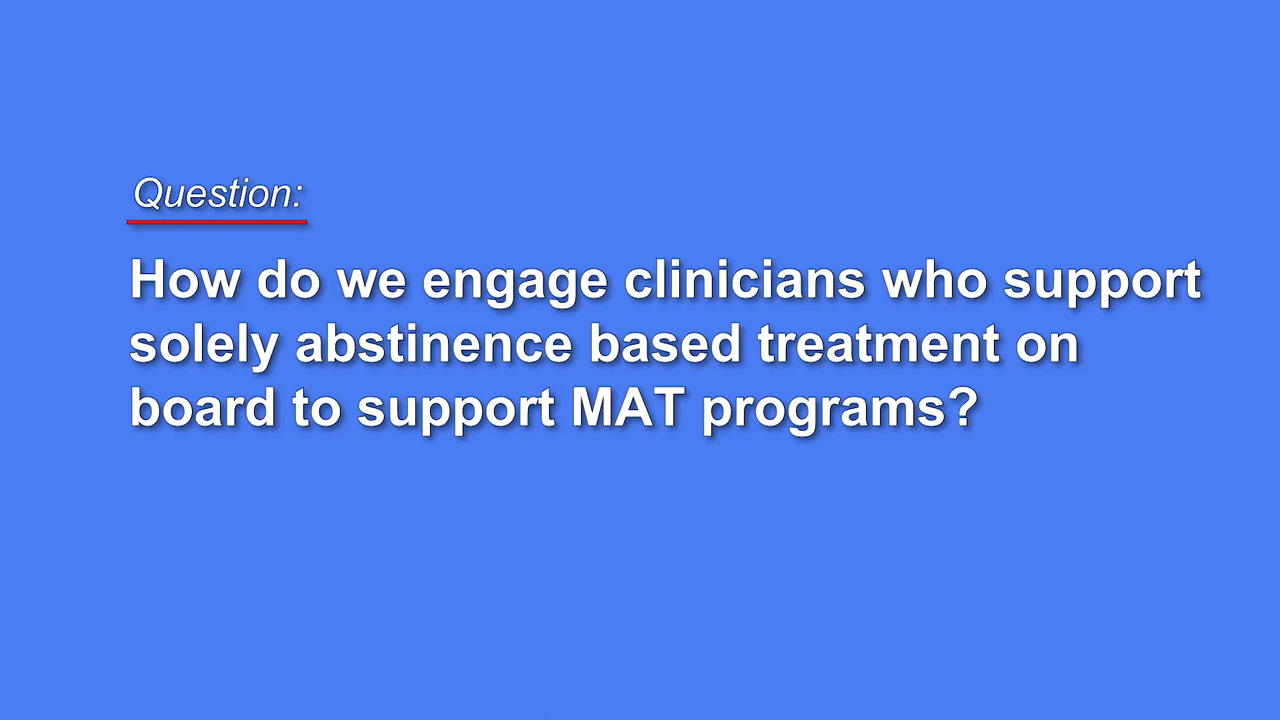 Question:
How do we engage clinicians who support
solely abstinence based treatment on
board to support MAT programs?